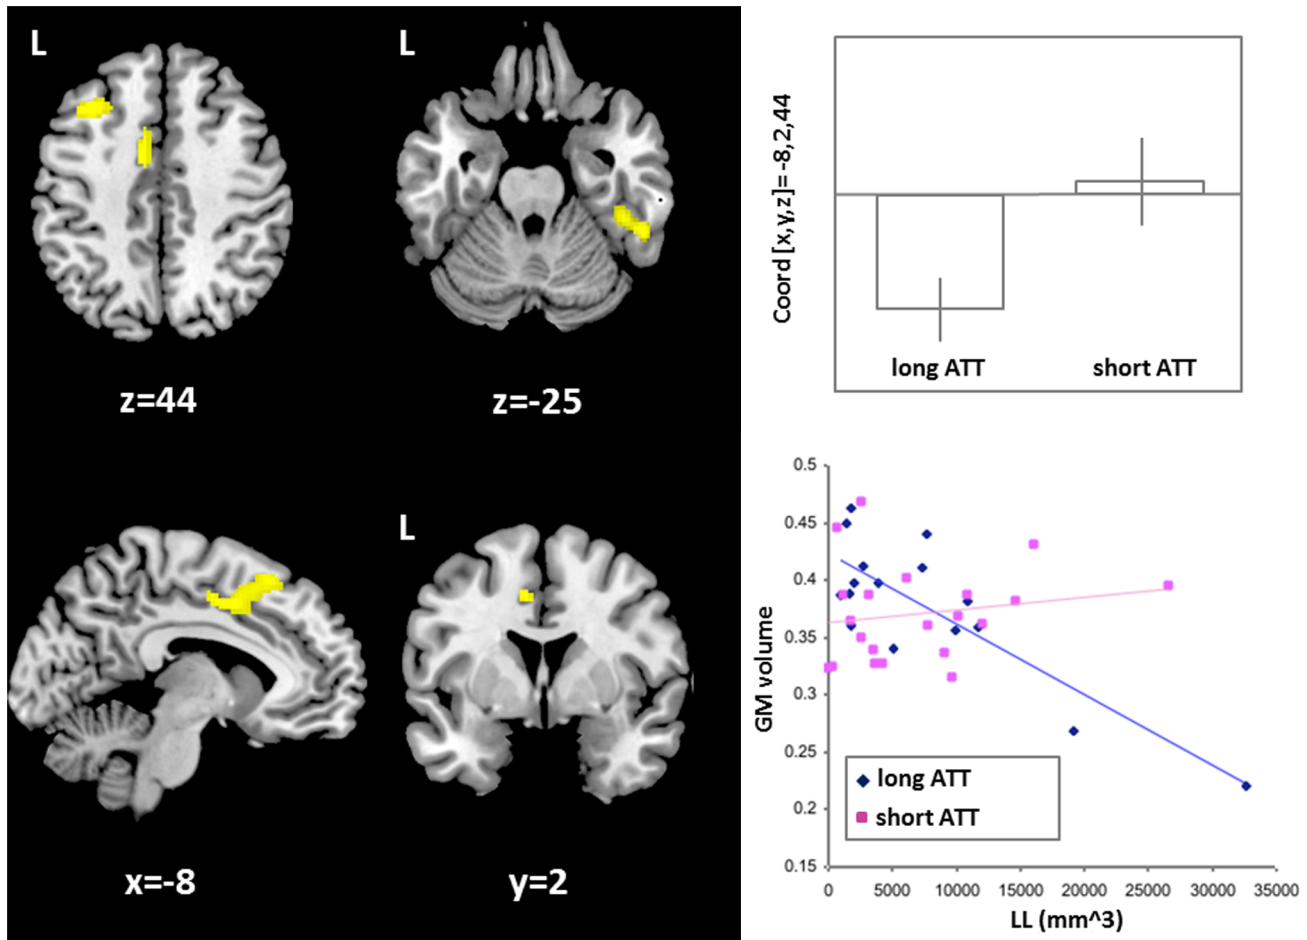 L
L
z=44
z=-25
L
x=-8
y=2
Coord [x,y,z]=-8,2,44
long ATT
short ATT
GM volume
0.5
0.45
0.4
0.35
0.3
0.25
0.2
0.15
long ATT
short ATT
0
5000
10000
15000
20000
25000
30000
35000
LL (mm^3)